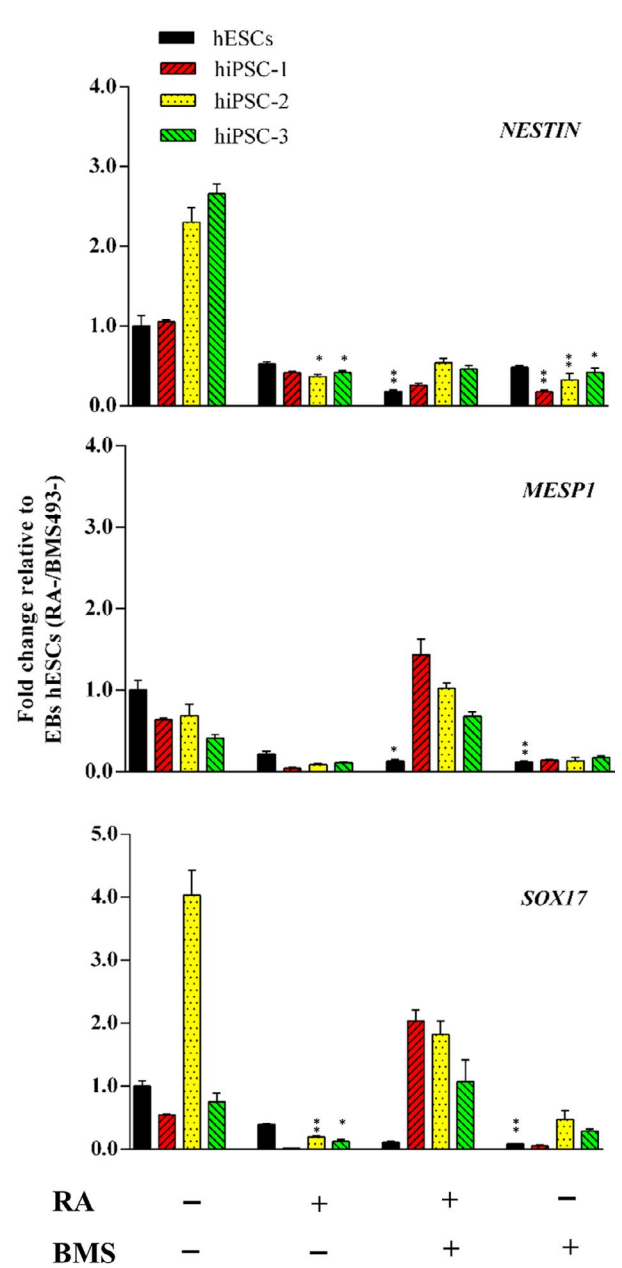 hESCs
hiPSC-1
hiPSC-2
hiPSC-3
NESTIN
4.0
3.0
2.0
1.0
0.0
* * ** ** ** *
MESP1
4.0
3.0
2.0
1.0
0.0
* **
Fold change relative to
EBs hESCs (RA-/BMS493-)
SOX17
5.0
4.0
3.0
2.0
1.0
0.0
** * **
RA − + + −
BMS − − + +